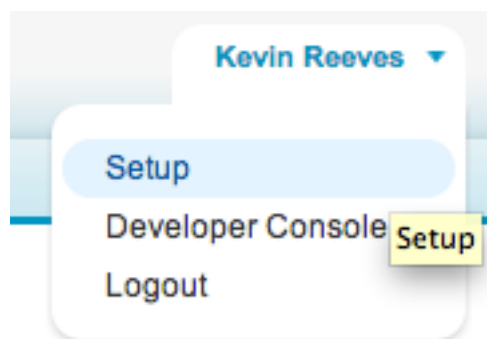 Kevin Reeves
Setup
Developer Console
Setup
Logout